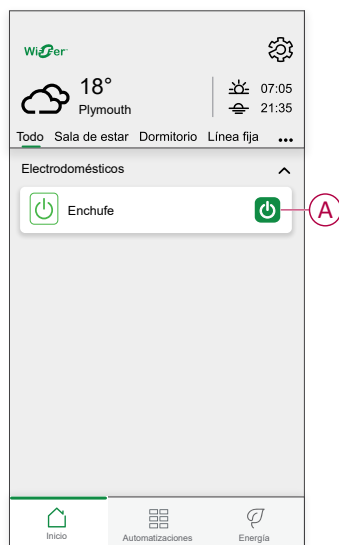 Wiser
18°
Plymouth
07:05
21:35
Todo Sala de estar Dormitorio Línea fija ...
Electrodomésticos
Enchufe
A
Inicio
Automatizaciones
Energía